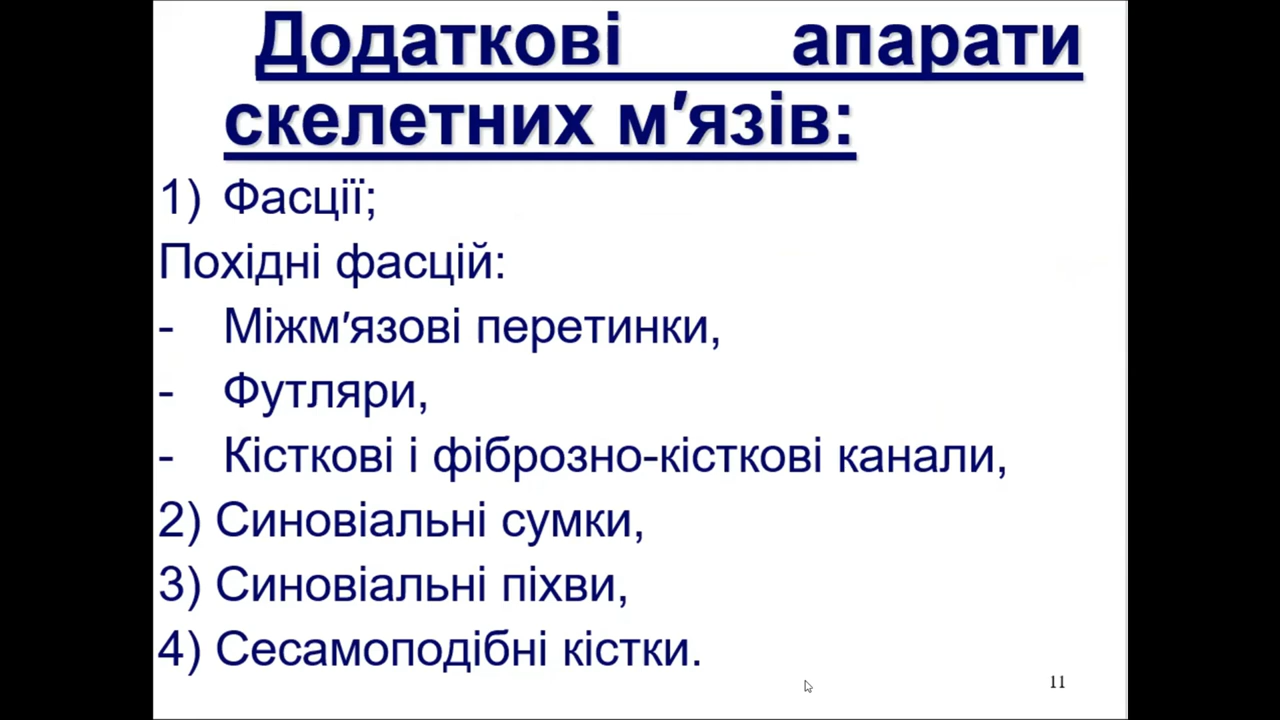 Додаткові апарати
скелетних м′язів:
1) Фасції;
Похідні фасцій:
- Міжм′язові перетинки,
- Футляри,
- Кісткові і фіброзно-кісткові канали,
2) Синовіальні сумки,
3) Синовіальні піхви,
4) Сесамоподібні кістки.
11